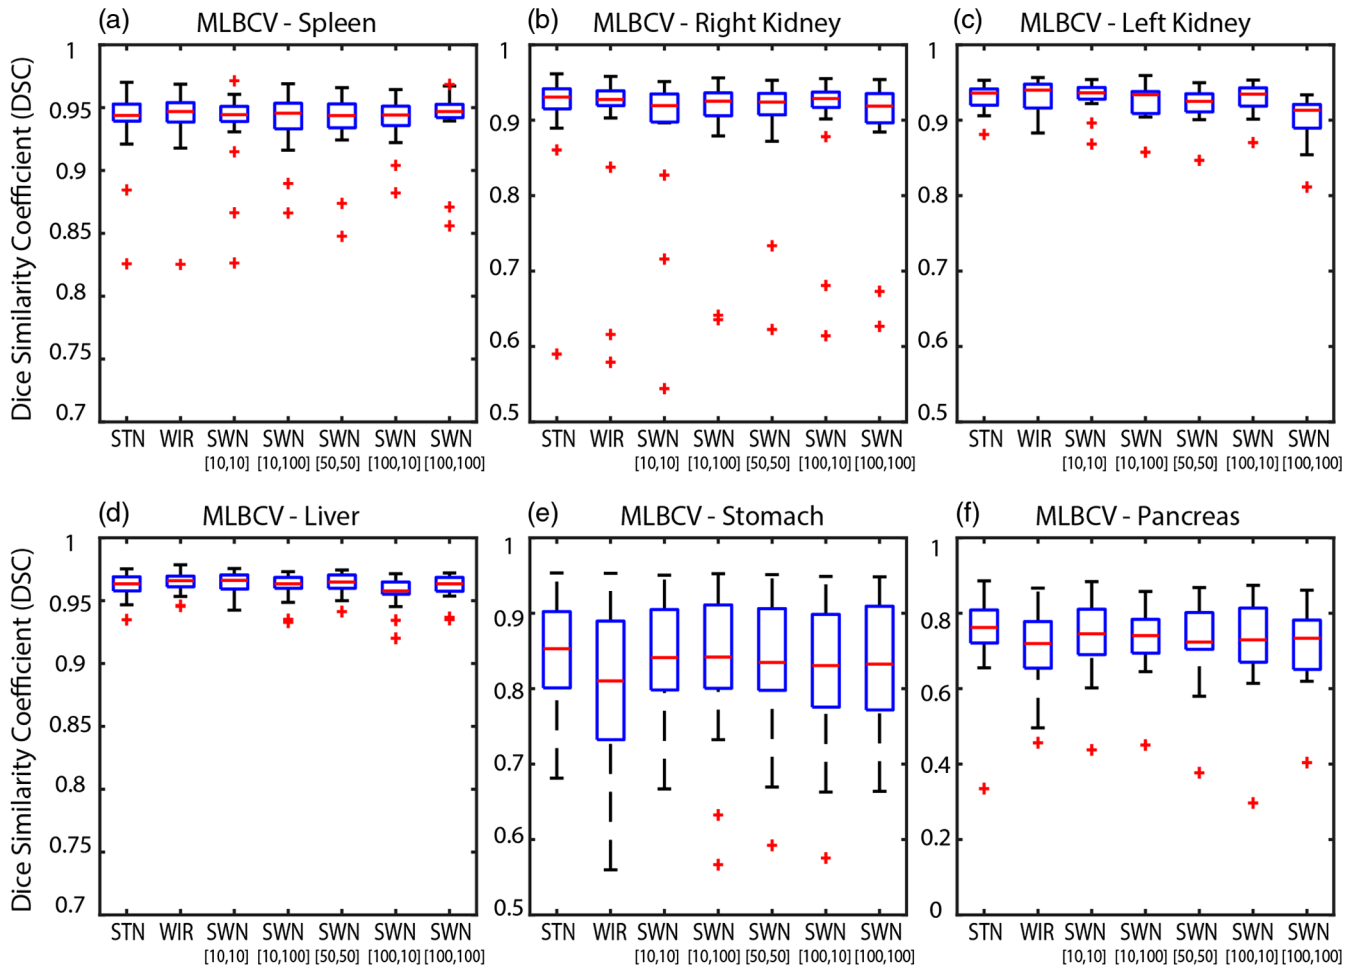 (a) MLBCV - Spleen
(b) MLBCV - Right Kidney
(c) MLBCV - Left Kidney
Dice Similarity Coefficient (DSC)
1
0.95
0.9
0.85
0.8
0.75
0.7
STN WIR SWN SWN SWN SWN SWN
[10,10] [10,100] [50,50] [100,10] [100,100]
1
0.9
0.8
0.7
0.6
0.5
STN WIR SWN SWN SWN SWN SWN
[10,10] [10,100] [50,50] [100,10] [100,100]
1
0.9
0.8
0.7
0.6
0.5
STN WIR SWN SWN SWN SWN SWN
[10,10] [10,100] [50,50] [100,10] [100,100]
(d) MLBCV - Liver
(e) MLBCV - Stomach
(f) MLBCV - Pancreas
Dice Similarity Coefficient (DSC)
1
0.95
0.9
0.85
0.8
0.75
0.7
STN WIR SWN SWN SWN SWN SWN
[10,10] [10,100] [50,50] [100,10] [100,100]
1
0.9
0.8
0.7
0.6
0.5
STN WIR SWN SWN SWN SWN SWN
[10,10] [10,100] [50,50] [100,10] [100,100]
1
0.8
0.6
0.4
0.2
0
STN WIR SWN SWN SWN SWN SWN
[10,10] [10,100] [50,50] [100,10] [100,100]